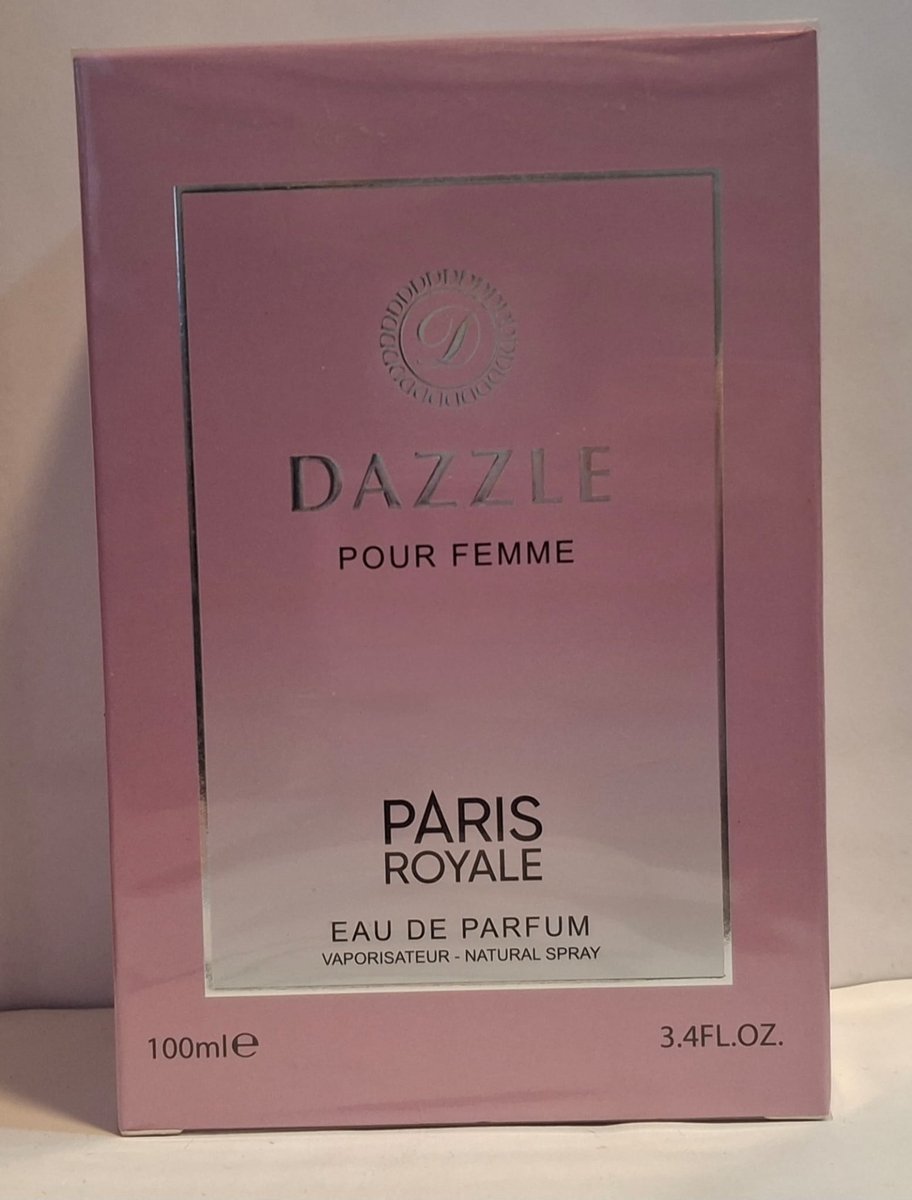 D
DAZZLE
POUR FEMME
PARIS
ROYALE
EAU DE PARFUM
VAPORISATEUR - NATURAL SPRAY
100ml℮
3.4FL.OZ.